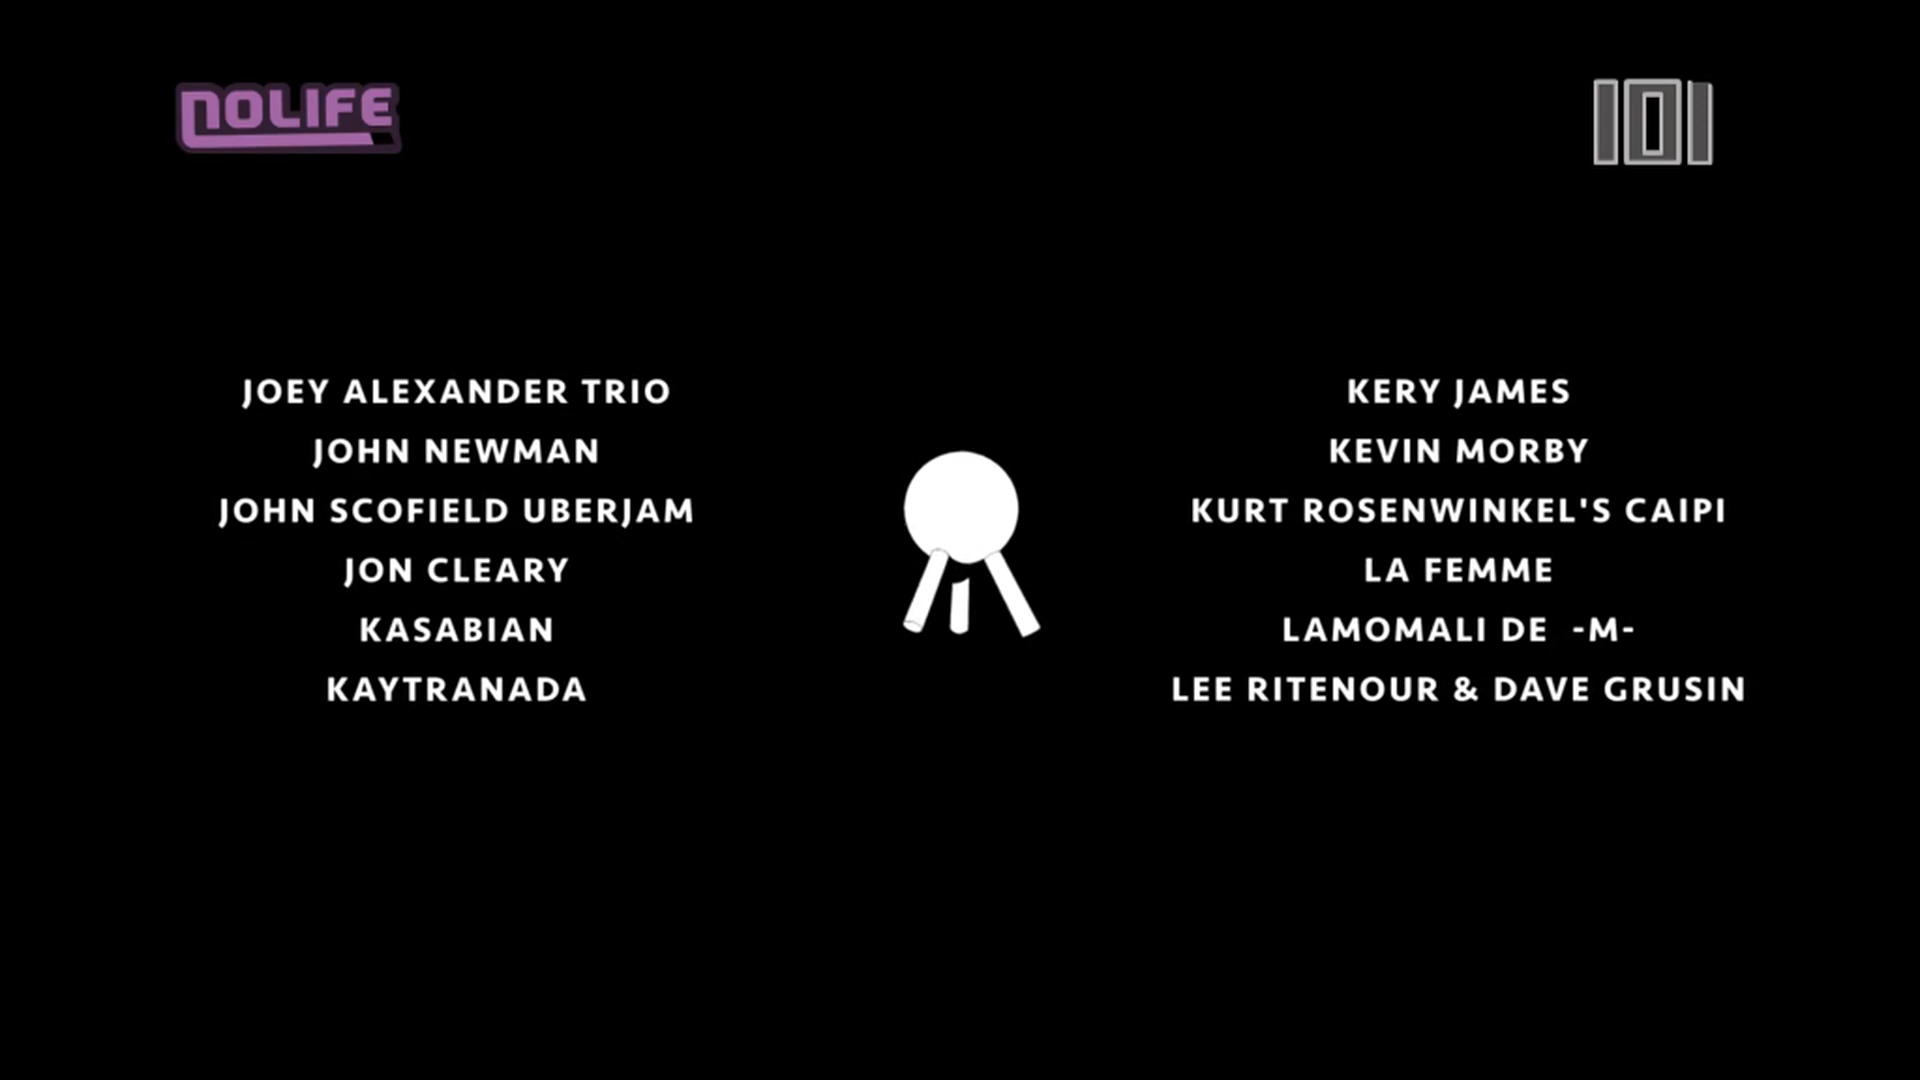 NOLIFE
101
JOEY ALEXANDER TRIO
JOHN NEWMAN
JOHN SCOFIELD UBERJAM
JON CLEARY
KASABIAN
KAYTRANADA
KERY JAMES
KEVIN MORBY
KURT ROSENWINKEL'S CAIPI
LA FEMME
LAMOMALI DE -M-
LEE RITENOUR & DAVE GRUSIN